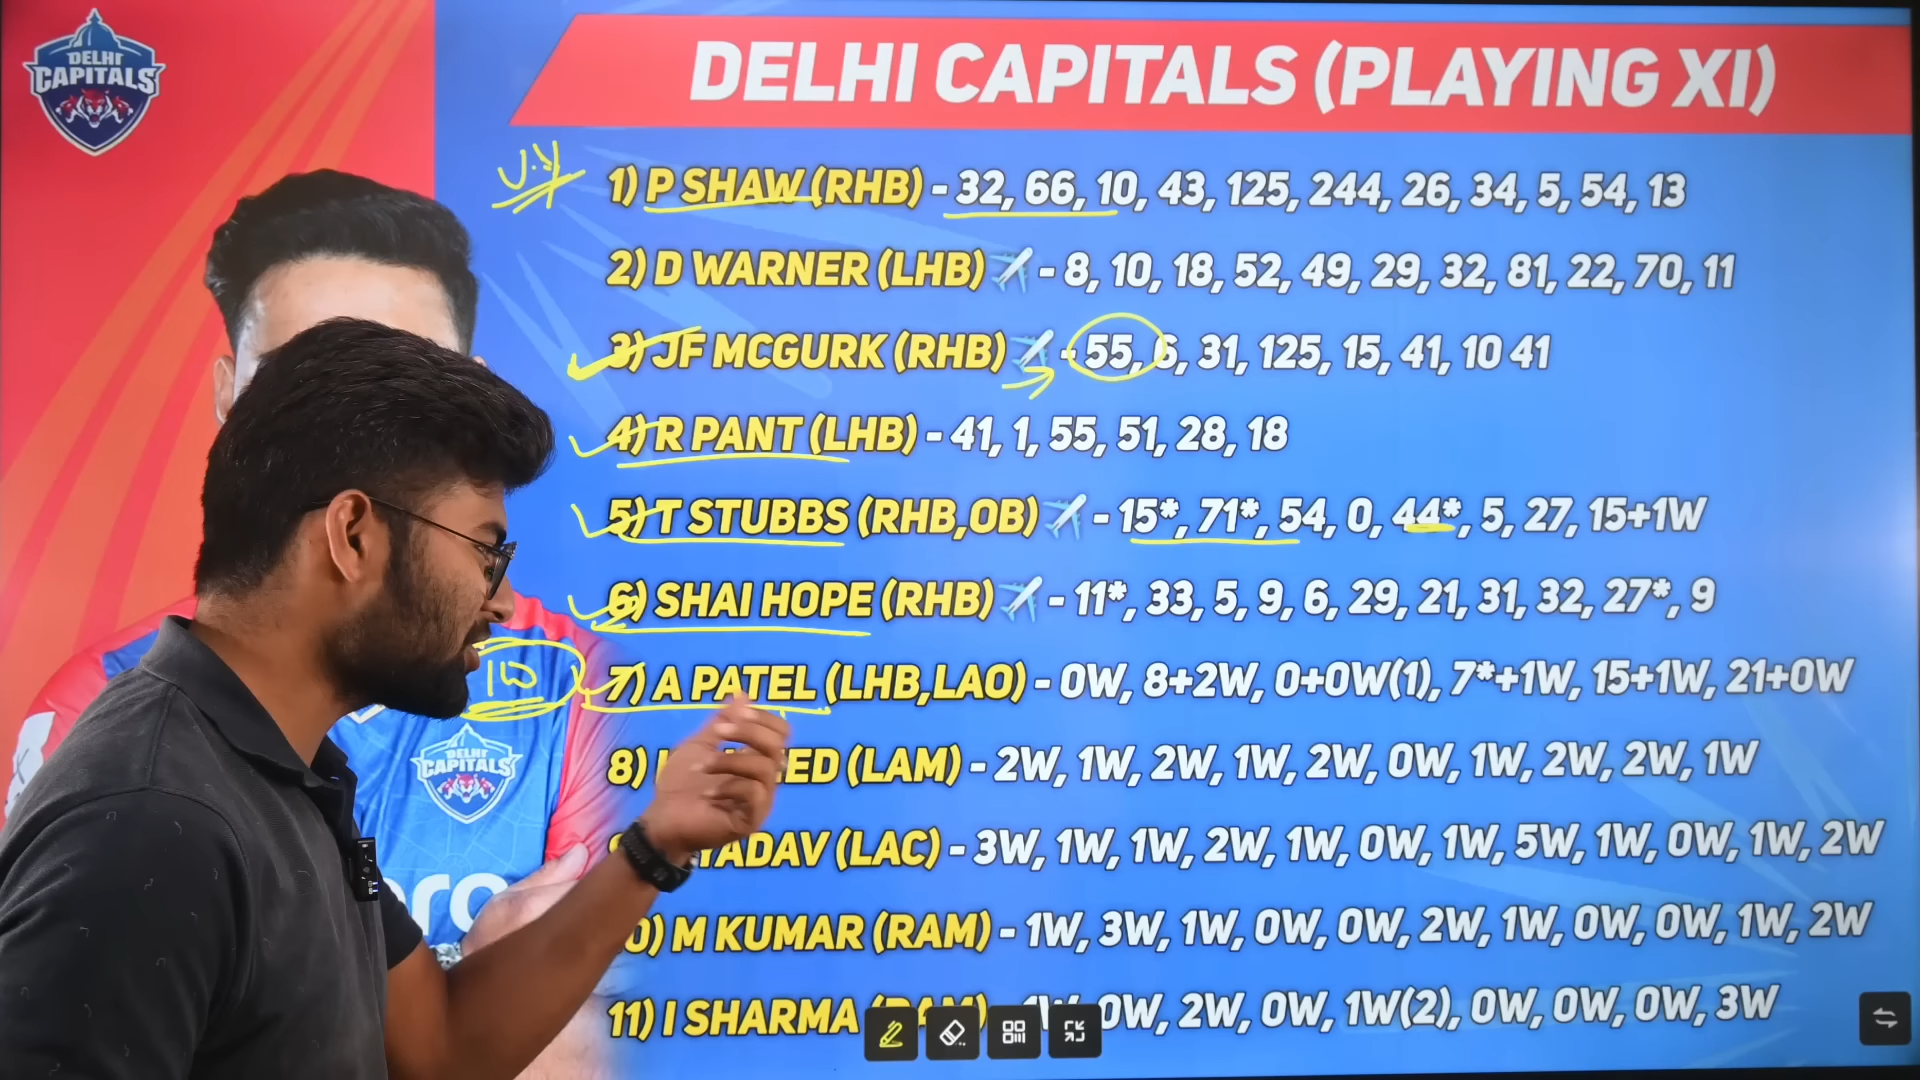 DELHI CAPITALS
DELHI CAPITALS (PLAYING XI)
1) P SHAW (RHB) - 32, 66, 10, 43, 125, 244, 26, 34, 5, 54, 13
2) D WARNER (LHB) - 8, 10, 18, 52, 49, 29, 32, 81, 22, 70, 11
3) JF MCGURK (RHB) - 55, 5, 31, 125, 15, 41, 10 41
4) R PANT (LHB) - 41, 1, 55, 51, 28, 18
5) T STUBBS (RHB,OB) - 15*, 71*, 54, 0, 44*, 5, 27, 15+1W
6) SHAI HOPE (RHB) - 11*, 33, 5, 9, 6, 29, 21, 31, 32, 27*, 9
7) A PATEL (LHB,LAO) - 0W, 8+2W, 0+0W(1), 7*+1W, 15+1W, 21+0W
DELHI CAPITALS
8) (LAM) - 2W, 1W, 2W, 1W, 2W, 0W, 1W, 2W, 2W, 1W
YADAV (LAC) - 3W, 1W, 1W, 2W, 1W, 0W, 1W, 5W, 1W, 0W, 1W, 2W
0) M KUMAR (RAM) - 1W, 3W, 1W, 0W, 0W, 2W, 1W, 0W, 0W, 1W, 2W
11) I SHARMA 0W, 2W, 0W, 1W(2), 0W, 0W, 0W, 3W